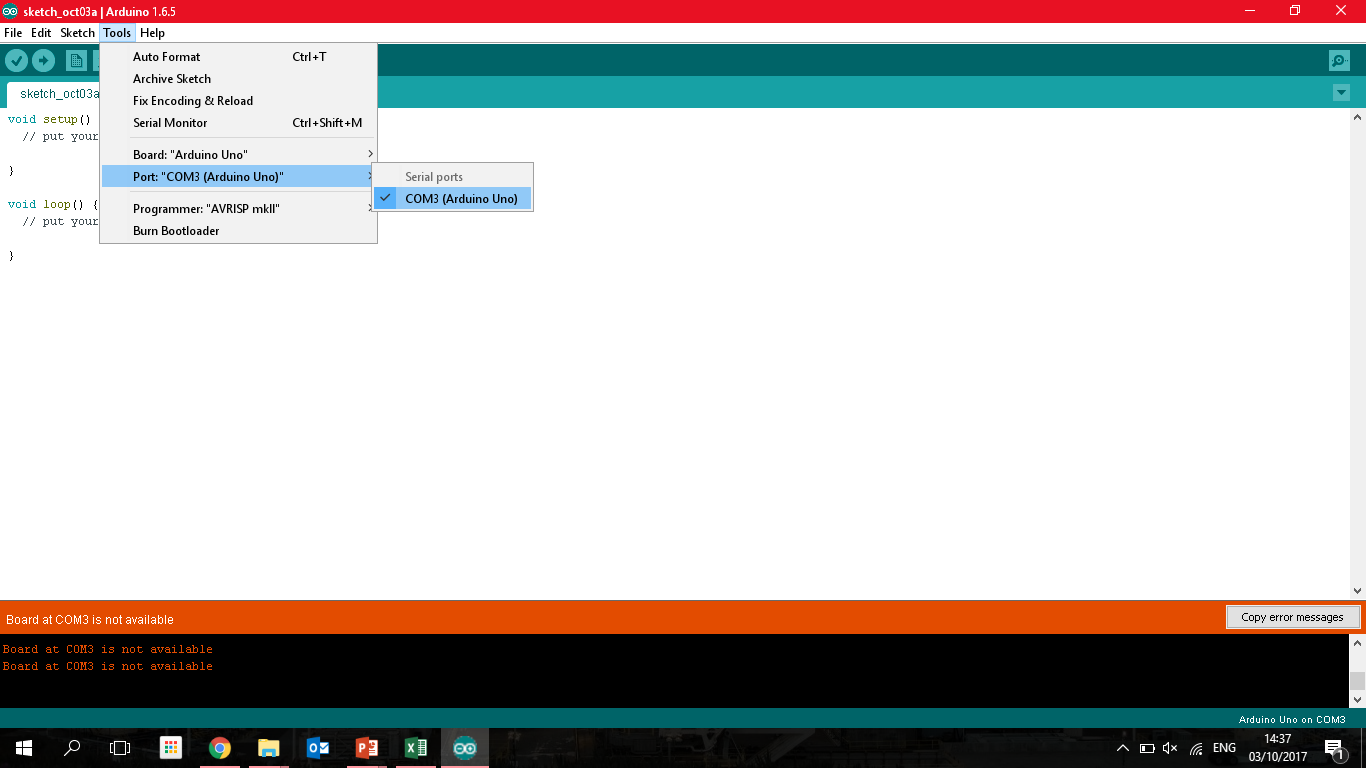 sketch_oct03a | Arduino 1.6.5
File Edit Sketch Tools Help
Auto Format Ctrl+T
Archive Sketch
Fix Encoding & Reload
Serial Monitor Ctrl+Shift+M
Board: "Arduino Uno"
Port: "COM3 (Arduino Uno)"
Programmer: "AVRISP mkII"
Burn Bootloader
Serial ports
COM3 (Arduino Uno)
sketch_oct03a
void setup()
// put your
}
void loop() {
// put your
}
Board at COM3 is not available
Copy error messages
Board at COM3 is not available
Board at COM3 is not available
Arduino Uno on COM3
ENG
14:37
03/10/2017
1